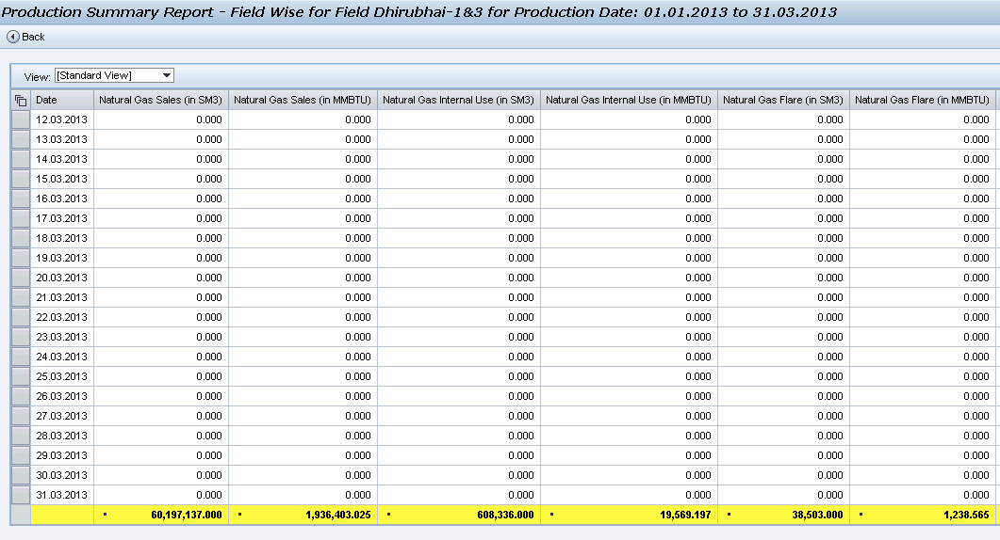 Production Summary Report - Field Wise for Field Dhirubhai-1&3 for Production Date: 01.01.2013 to 31.03.2013
Back
View: [Standard View]
Date Natural Gas Sales (in SM3) Natural Gas Sales (in MMBTU) Natural Gas Internal Use (in SM3) Natural Gas Internal Use (in MMBTU) Natural Gas Flare (in SM3) Natural Gas Flare (in MMBTU)
12.03.2013 0.000 0.000 0.000 0.000 0.000 0.000
13.03.2013 0.000 0.000 0.000 0.000 0.000 0.000
14.03.2013 0.000 0.000 0.000 0.000 0.000 0.000
15.03.2013 0.000 0.000 0.000 0.000 0.000 0.000
16.03.2013 0.000 0.000 0.000 0.000 0.000 0.000
17.03.2013 0.000 0.000 0.000 0.000 0.000 0.000
18.03.2013 0.000 0.000 0.000 0.000 0.000 0.000
19.03.2013 0.000 0.000 0.000 0.000 0.000 0.000
20.03.2013 0.000 0.000 0.000 0.000 0.000 0.000
21.03.2013 0.000 0.000 0.000 0.000 0.000 0.000
22.03.2013 0.000 0.000 0.000 0.000 0.000 0.000
23.03.2013 0.000 0.000 0.000 0.000 0.000 0.000
24.03.2013 0.000 0.000 0.000 0.000 0.000 0.000
25.03.2013 0.000 0.000 0.000 0.000 0.000 0.000
26.03.2013 0.000 0.000 0.000 0.000 0.000 0.000
27.03.2013 0.000 0.000 0.000 0.000 0.000 0.000
28.03.2013 0.000 0.000 0.000 0.000 0.000 0.000
29.03.2013 0.000 0.000 0.000 0.000 0.000 0.000
30.03.2013 0.000 0.000 0.000 0.000 0.000 0.000
31.03.2013 0.000 0.000 0.000 0.000 0.000 0.000
▪ 60,197,137.000 ▪ 1,936,403.025 ▪ 608,336.000 ▪ 19,569.197 ▪ 38,503.000 ▪ 1,238.565